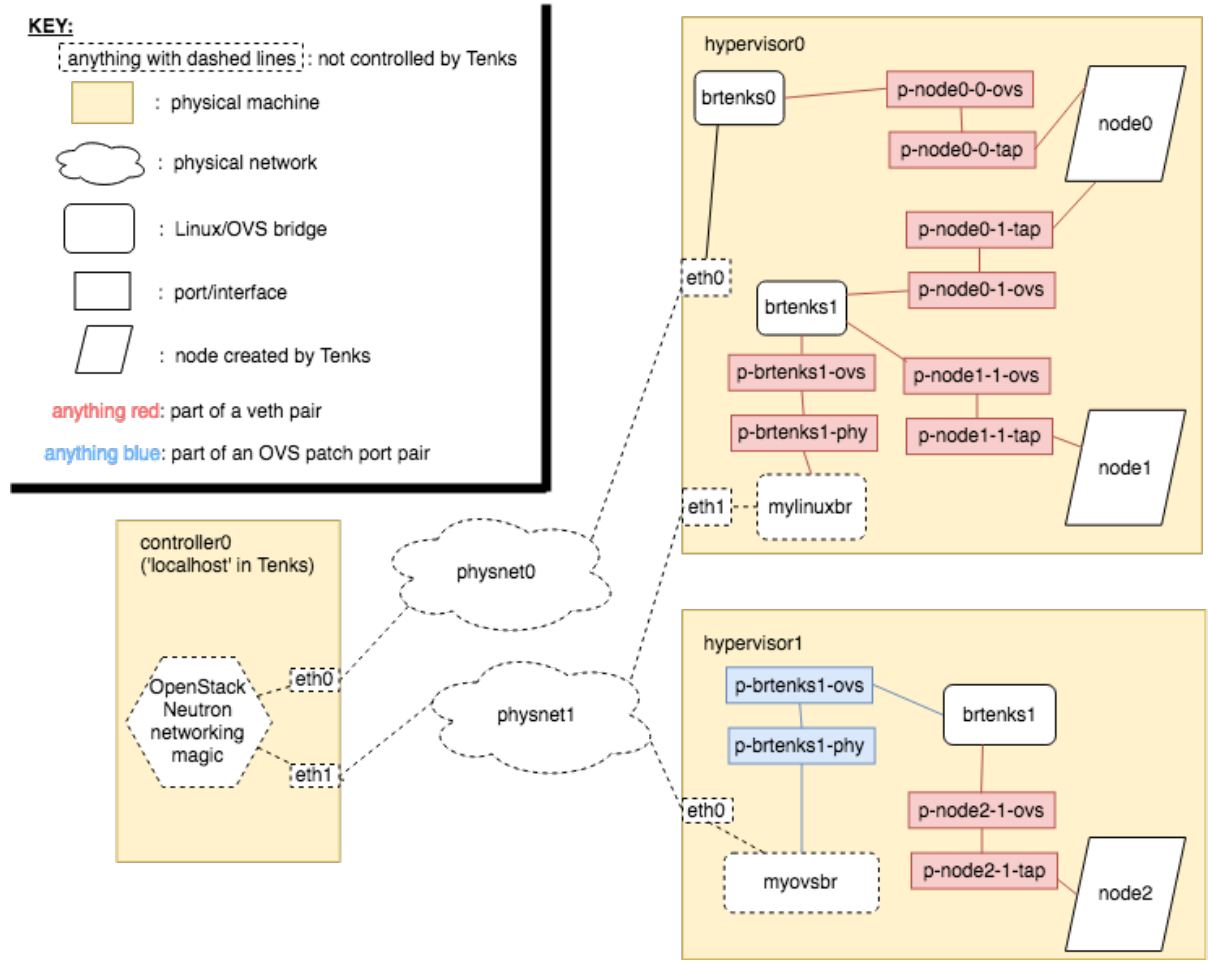 KEY:
anything with dashed lines : not controlled by Tenks
: physical machine
: physical network
: Linux/OVS bridge
: port/interface
: node created by Tenks
anything red: part of a veth pair
anything blue: part of an OVS patch port pair
hypervisor0
brtenks0
p-node0-0-ovs
p-node0-0-tap
node0
p-node0-1-tap
p-node0-1-ovs
eth0
brtenks1
p-brtenks1-ovs
p-brtenks1-phy
p-node1-1-ovs
p-node1-1-tap
node1
eth1
mylinuxbr
controller0
('localhost' in Tenks)
OpenStack
Neutron
networking
magic
eth0
eth1
physnet0
physnet1
hypervisor1
p-brtenks1-ovs
p-brtenks1-phy
brtenks1
eth0
myovsbr
p-node2-1-ovs
p-node2-1-tap
node2